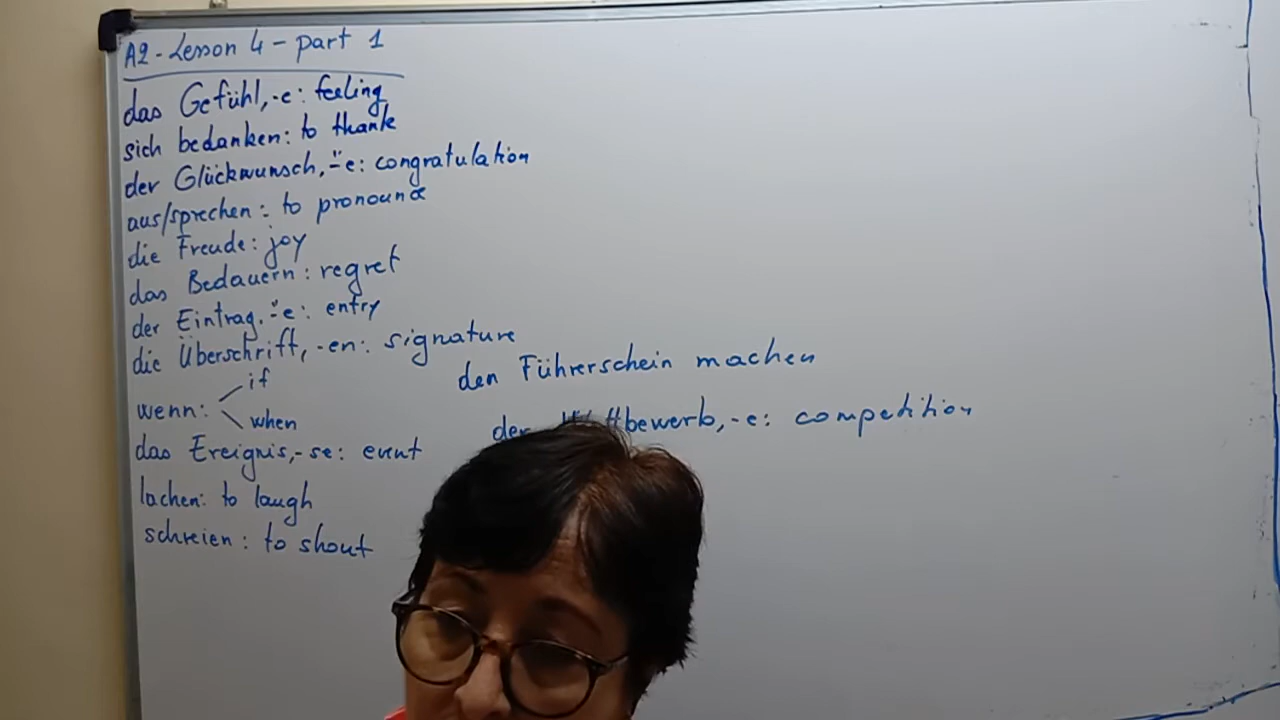 A2 - Lesson 4 - part 1
das Gefühl, -e: feeling
sich bedanken: to thank
der Glückwunsch, -̈e: congratulation
aus/sprechen: to pronounce
die Freude: joy
das Bedauern: regret
der Eintrag, -̈e: entry
die Überschrift, -en: signature
wenn: if
when
das Ereignis, -se: event
lachen: to laugh
schreien: to shout
den Führerschein machen
der bewerb, -e: competition